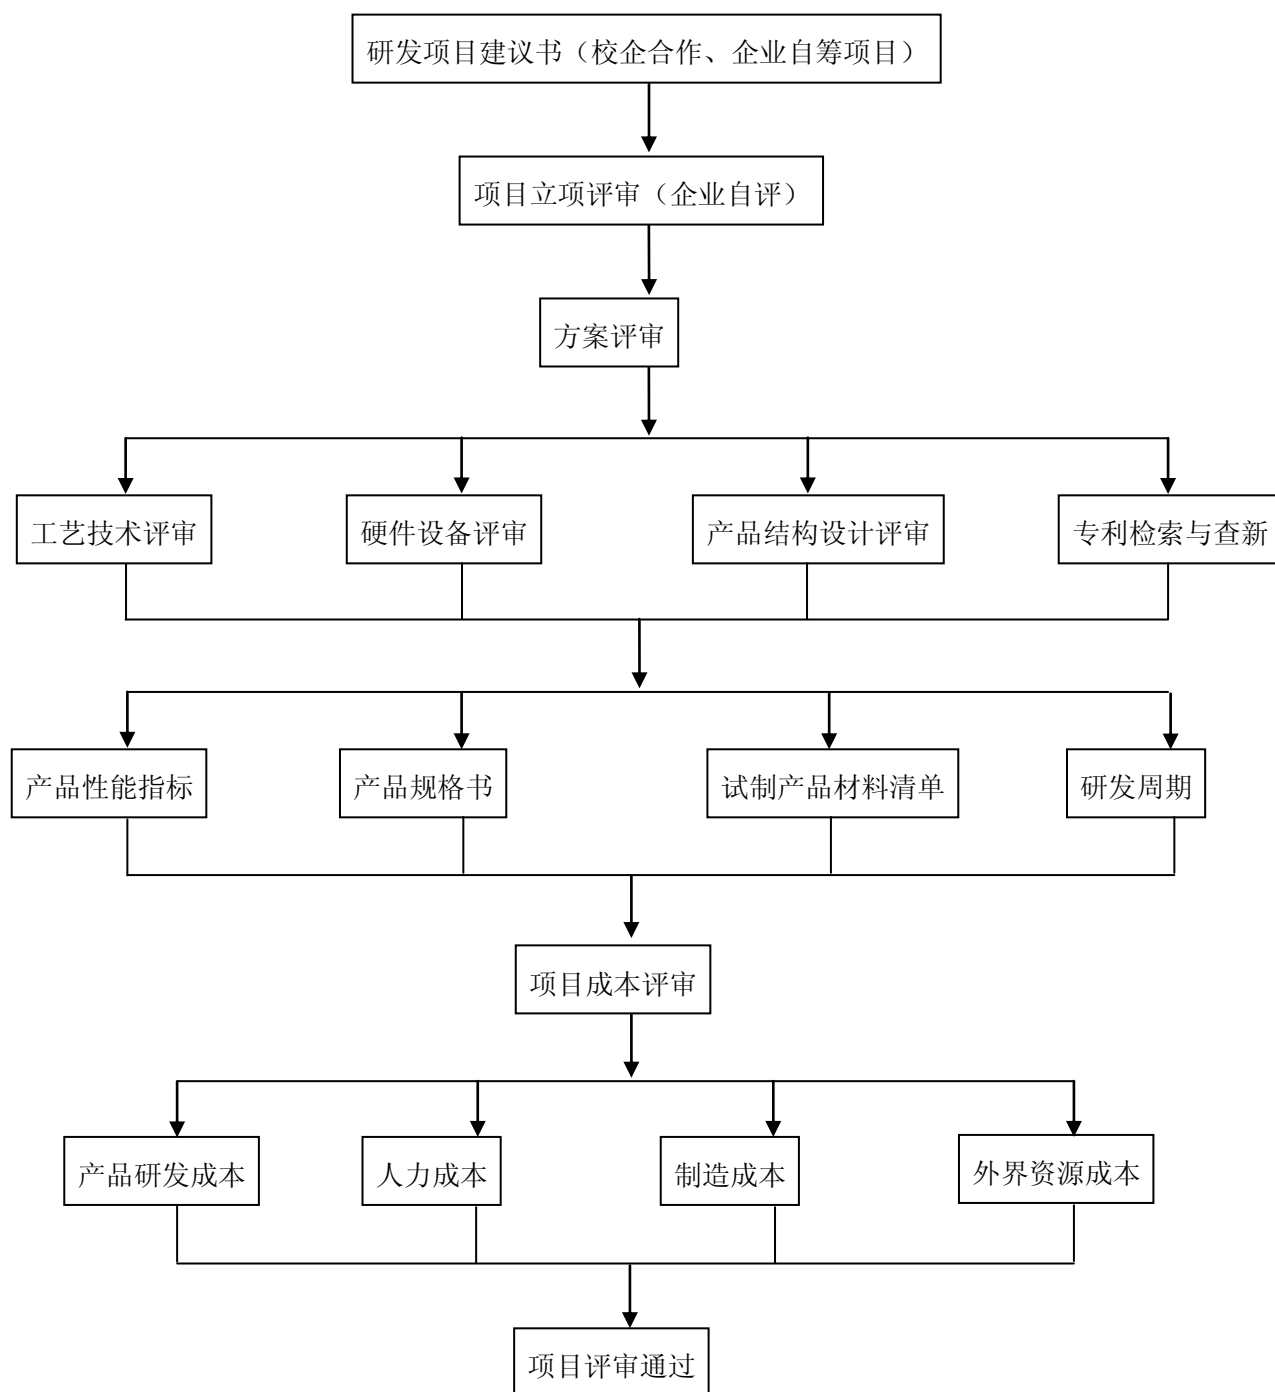 研发项目建议书（校企合作、企业自筹项目）
项目立项评审（企业自评）
方案评审
工艺技术评审
硬件设备评审
产品结构设计评审
专利检索与查新
产品性能指标
产品规格书
试制产品材料清单
研发周期
项目成本评审
产品研发成本
人力成本
制造成本
外界资源成本
项目评审通过